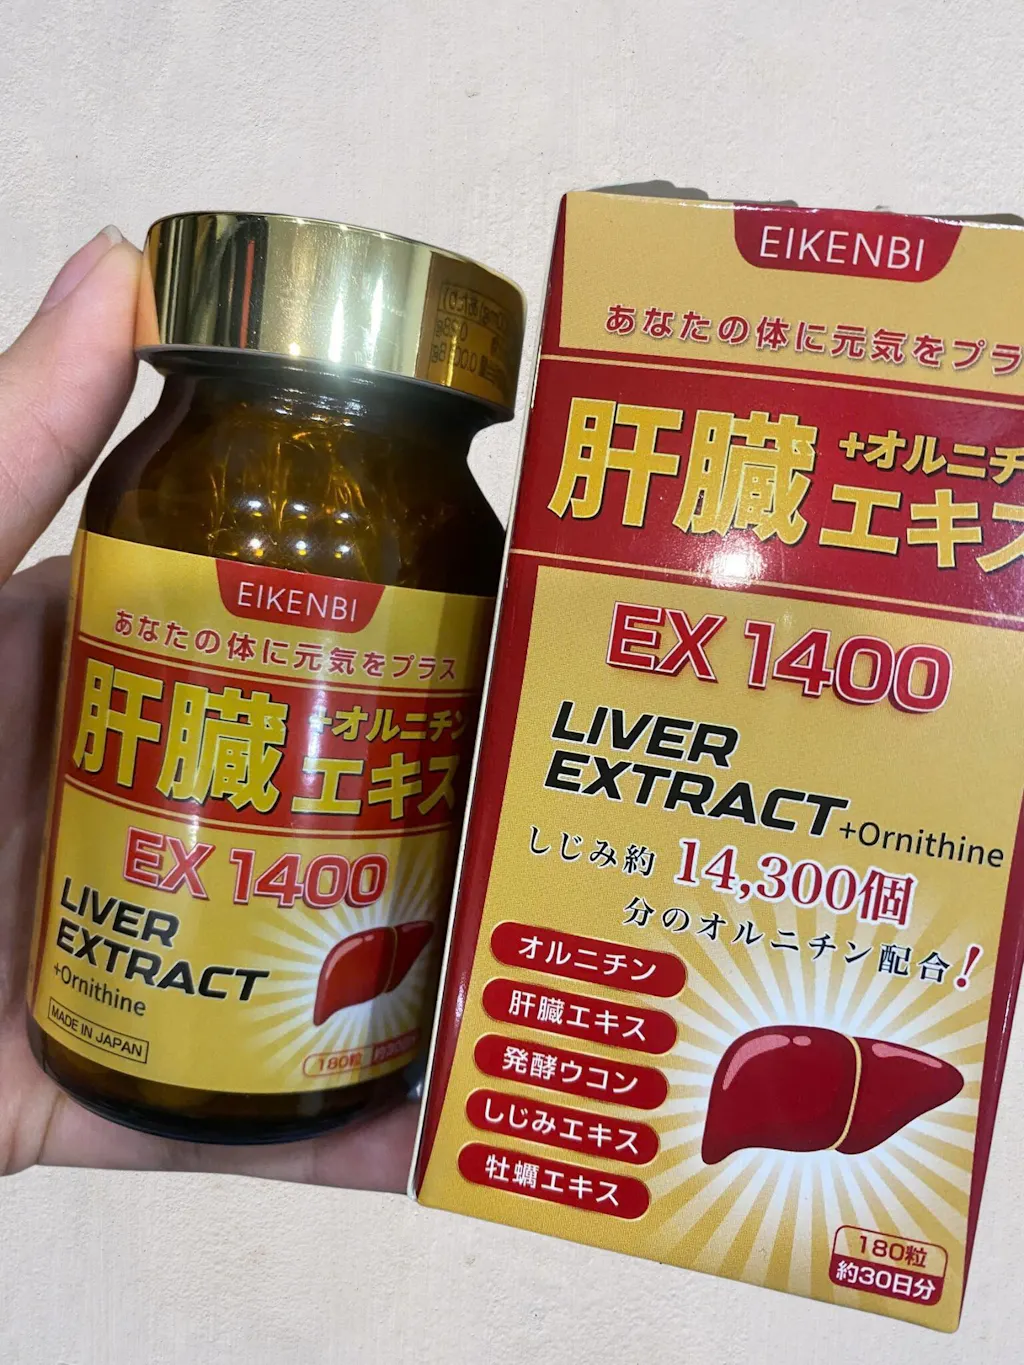 EIKENBI
あなたの体に元気をプラス
肝臓
+オルニチン
エキス
EX 1400
LIVER
EXTRACT
+Ornithine
MADE IN JAPAN
180粒
EIKENBI
あなたの体に元気をプラ
肝臓
+オルニチ
エキス
EX 1400
LIVER
EXTRACT +Ornithine
しじみ約 14,300個
分のオルニチン配合!
オルニチン
肝臓エキス
発酵ウコン
しじみエキス
牡蠣エキス
180粒
約30日分